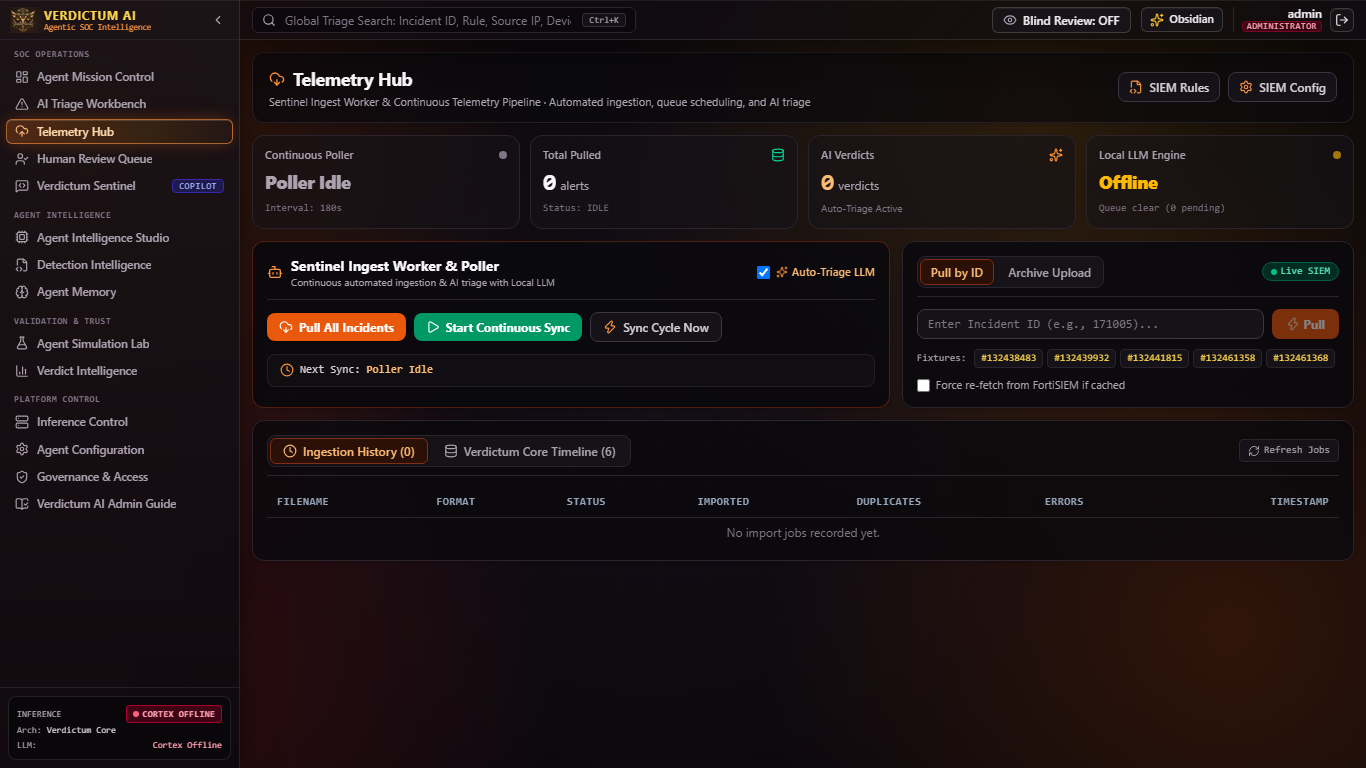 VERDICTUM AI
Agentic SOC Intelligence
Global Triage Search: Incident ID, Rule, Source IP, Devi
Ctrl+K
Blind Review: OFF
Obsidian
admin
ADMINISTRATOR
SOC OPERATIONS
Agent Mission Control
AI Triage Workbench
Telemetry Hub
Human Review Queue
Verdictum Sentinel
COPILOT
AGENT INTELLIGENCE
Agent Intelligence Studio
Detection Intelligence
Agent Memory
VALIDATION & TRUST
Agent Simulation Lab
Verdict Intelligence
PLATFORM CONTROL
Inference Control
Agent Configuration
Governance & Access
Verdictum AI Admin Guide
INFERENCE
CORTEX OFFLINE
Arch: Verdictum Core
LLM: Cortex Offline
Telemetry Hub
Sentinel Ingest Worker & Continuous Telemetry Pipeline · Automated ingestion, queue scheduling, and AI triage
SIEM Rules
SIEM Config
Continuous Poller
Poller Idle
Interval: 180s
Total Pulled
0 alerts
Status: IDLE
AI Verdicts
0 verdicts
Auto-Triage Active
Local LLM Engine
Offline
Queue clear (0 pending)
Sentinel Ingest Worker & Poller
Continuous automated ingestion & AI triage with Local LLM
Auto-Triage LLM
Pull All Incidents
Start Continuous Sync
Sync Cycle Now
Next Sync: Poller Idle
Pull by ID
Archive Upload
Live SIEM
Enter Incident ID (e.g., 171005)...
Pull
Fixtures: #132438483 #132439932 #132441815 #132461358 #132461368
Force re-fetch from FortiSIEM if cached
Ingestion History (0)
Verdictum Core Timeline (6)
Refresh Jobs
FILENAME FORMAT STATUS IMPORTED DUPLICATES ERRORS TIMESTAMP
No import jobs recorded yet.